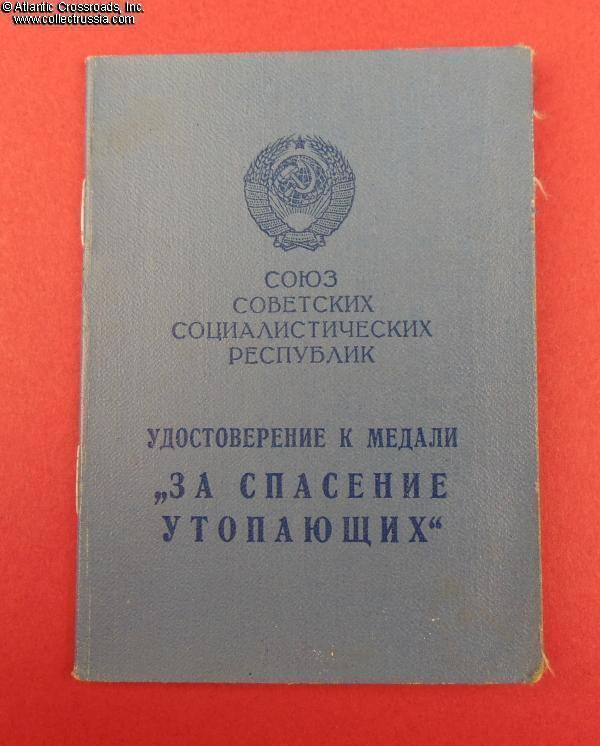 © Atlantic Crossroads, Inc.
www.collectrussia.com
СОЮЗ
СОВЕТСКИХ
СОЦИАЛИСТИЧЕСКИХ
РЕСПУБЛИК
УДОСТОВЕРЕНИЕ К МЕДАЛИ
„ЗА СПАСЕНИЕ
УТОПАЮЩИХ“